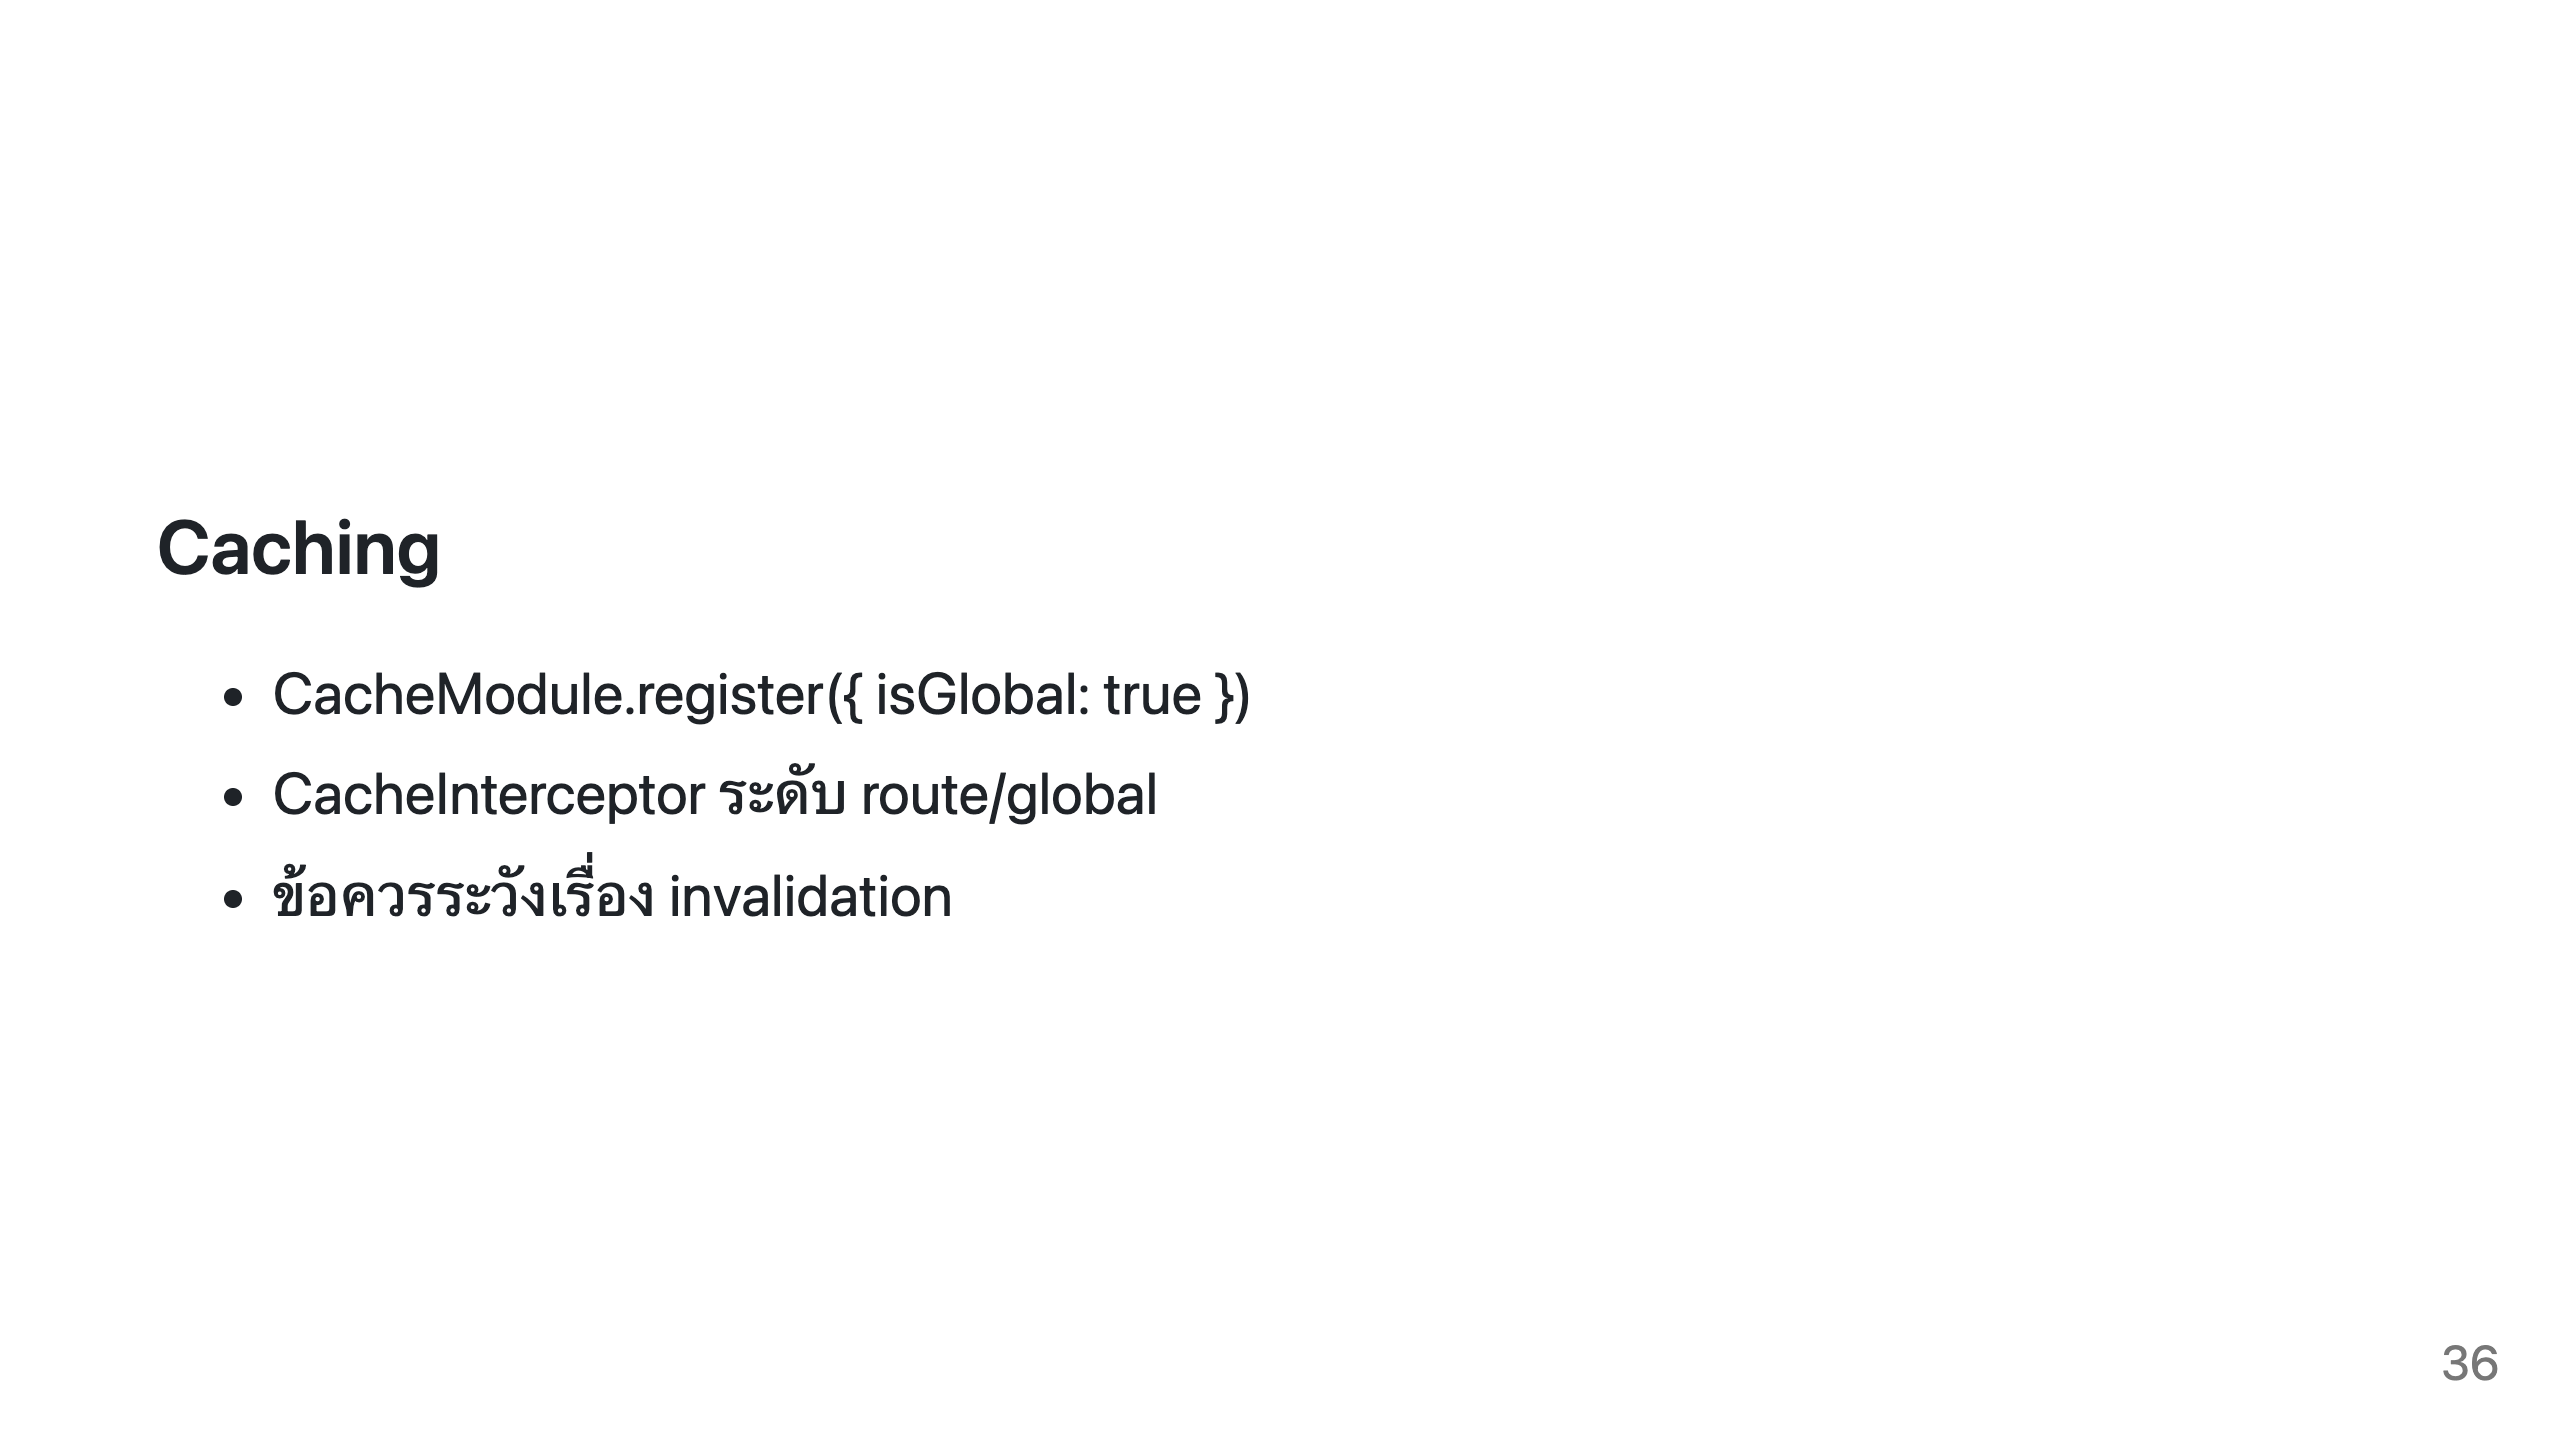 Caching
• CacheModule.register({ isGlobal: true })
• CacheInterceptor ระดับ route/global
• ข้อควรระวังเรื่อง invalidation
36